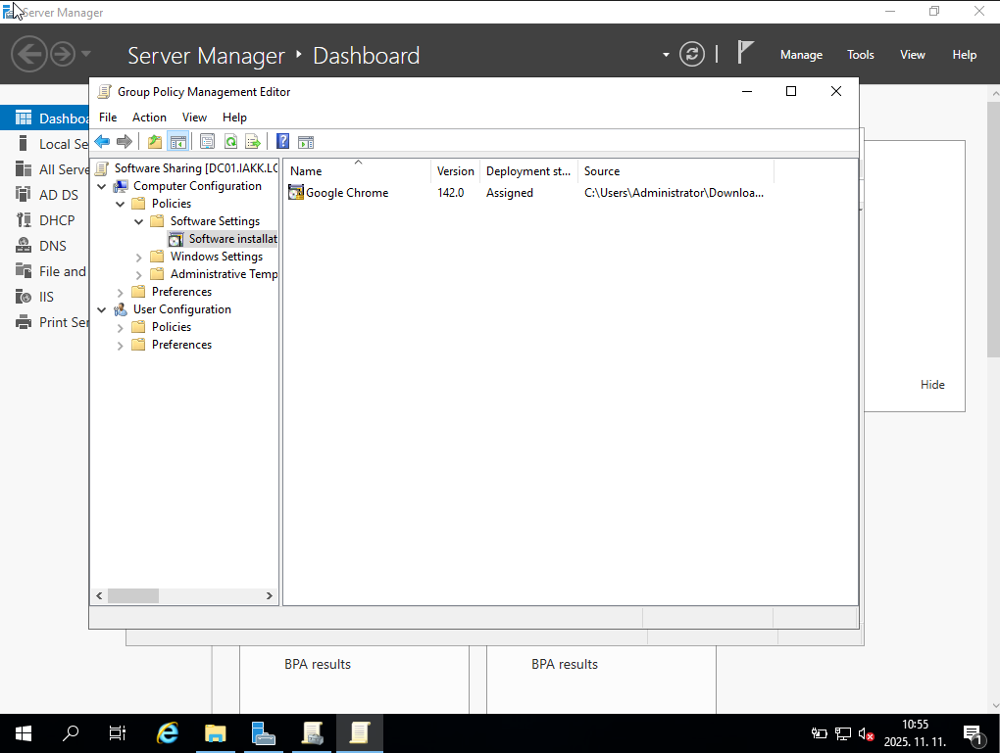 Server Manager
Server Manager • Dashboard
Manage Tools View Help
Group Policy Management Editor
File Action View Help
Dashboa
Local Se
All Serve
AD DS
DHCP
DNS
File and
IIS
Print Ser
Software Sharing [DC01.IAKK.LO
Computer Configuration
Policies
Software Settings
Software installat
Windows Settings
Administrative Temp
Preferences
User Configuration
Policies
Preferences
Name Version Deployment st... Source
Google Chrome 142.0 Assigned C:\Users\Administrator\Downloa...
Hide
BPA results BPA results
10:55
2025. 11. 11.
1